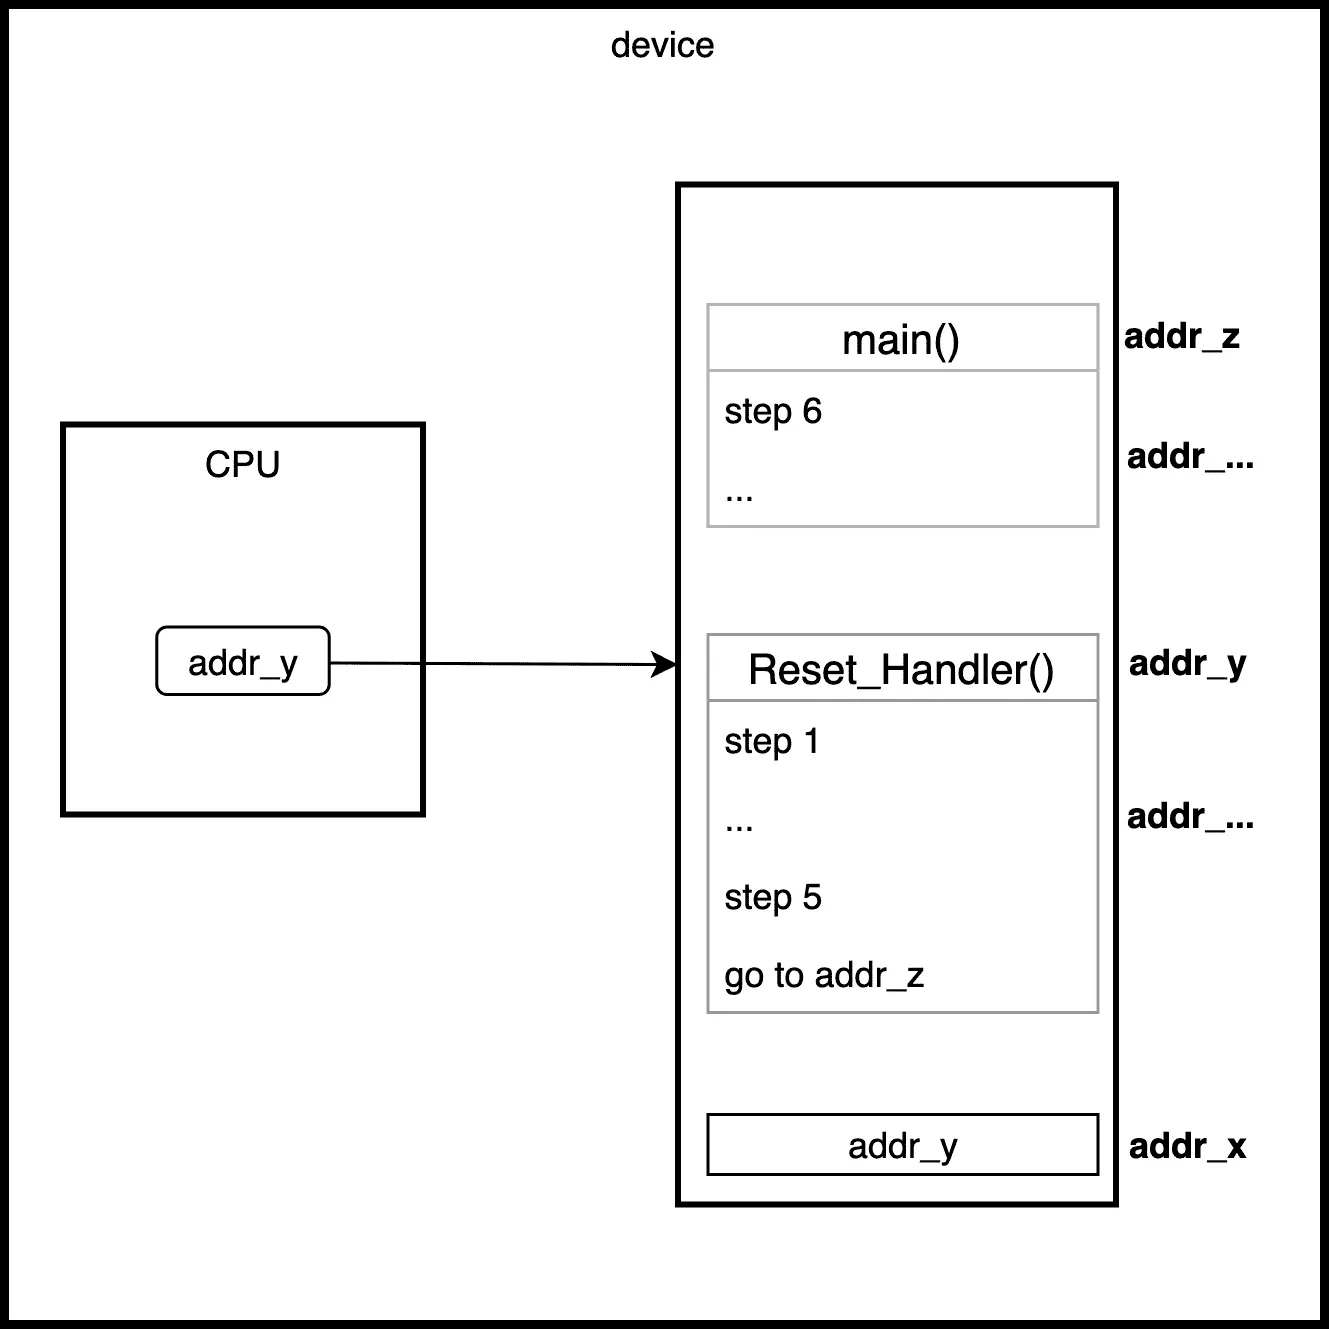 device
CPU
addr_y
main()
step 6
...
addr_z
addr_...
Reset_Handler()
step 1
...
step 5
go to addr_z
addr_y
addr_...
addr_y
addr_x